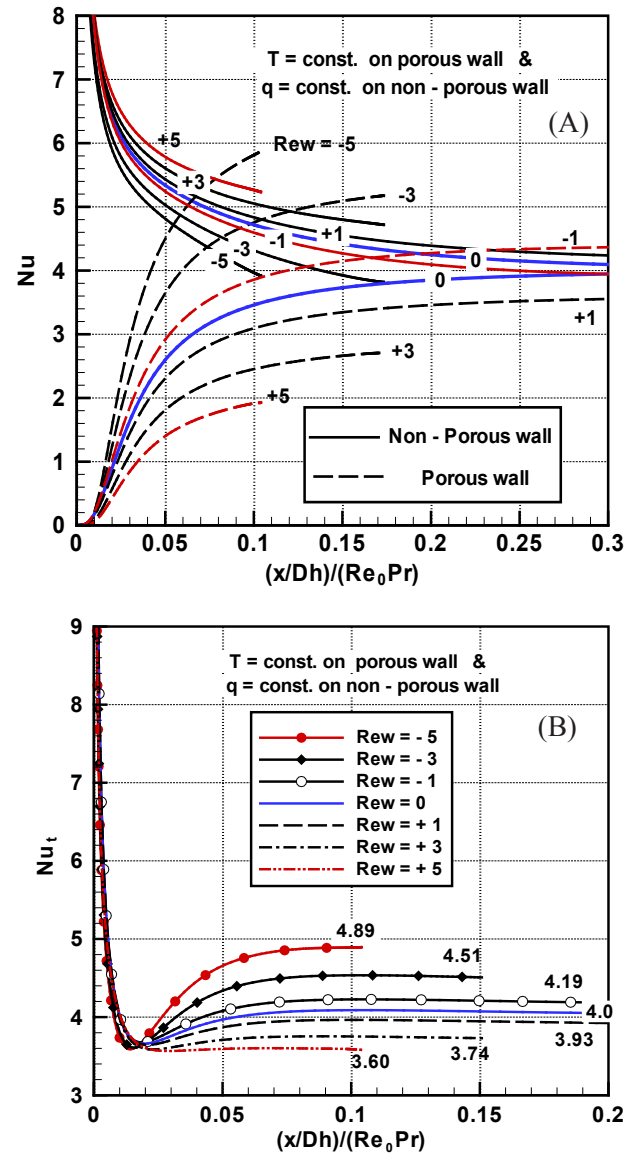 8
7
6
5
4
3
2
1
0
Nu
T = const. on porous wall &
q = const. on non - porous wall
(A)
+5
Rew = -5
+3
-3
+1
-1
-1
-3
0
-5
0
+1
+3
+5
Non - Porous wall
Porous wall
0 0.05 0.1 0.15 0.2 0.25 0.3
(x/Dh)/(Re₀Pr)
9
8
7
6
5
4
3
Nuₜ
T = const. on porous wall &
q = const. on non - porous wall
(B)
Rew = - 5
Rew = - 3
Rew = - 1
Rew = 0
Rew = + 1
Rew = + 3
Rew = + 5
4.89
4.51
4.19
4.0
3.93
3.74
3.60
0 0.05 0.1 0.15 0.2
(x/Dh)/(Re₀Pr)